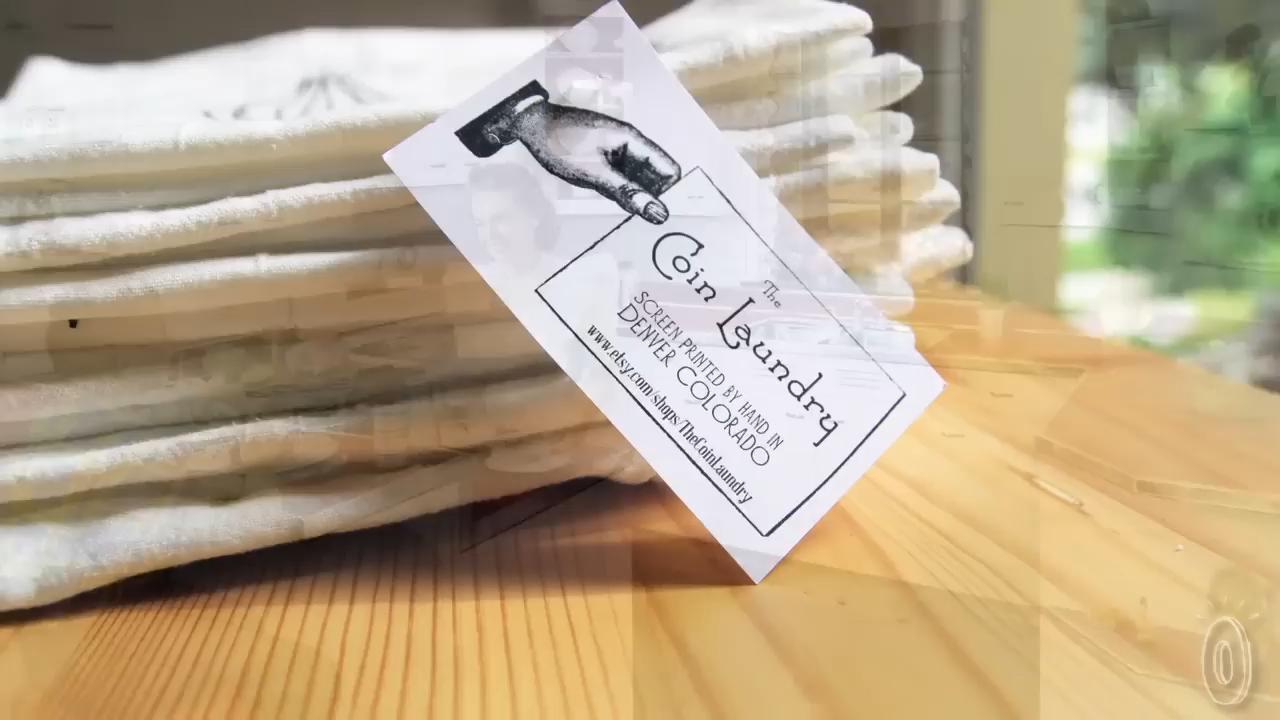 The
Coin Laundry
SCREEN PRINTED BY HAND IN
DENVER COLORADO
www.etsy.com/shops/TheCoinLaundry